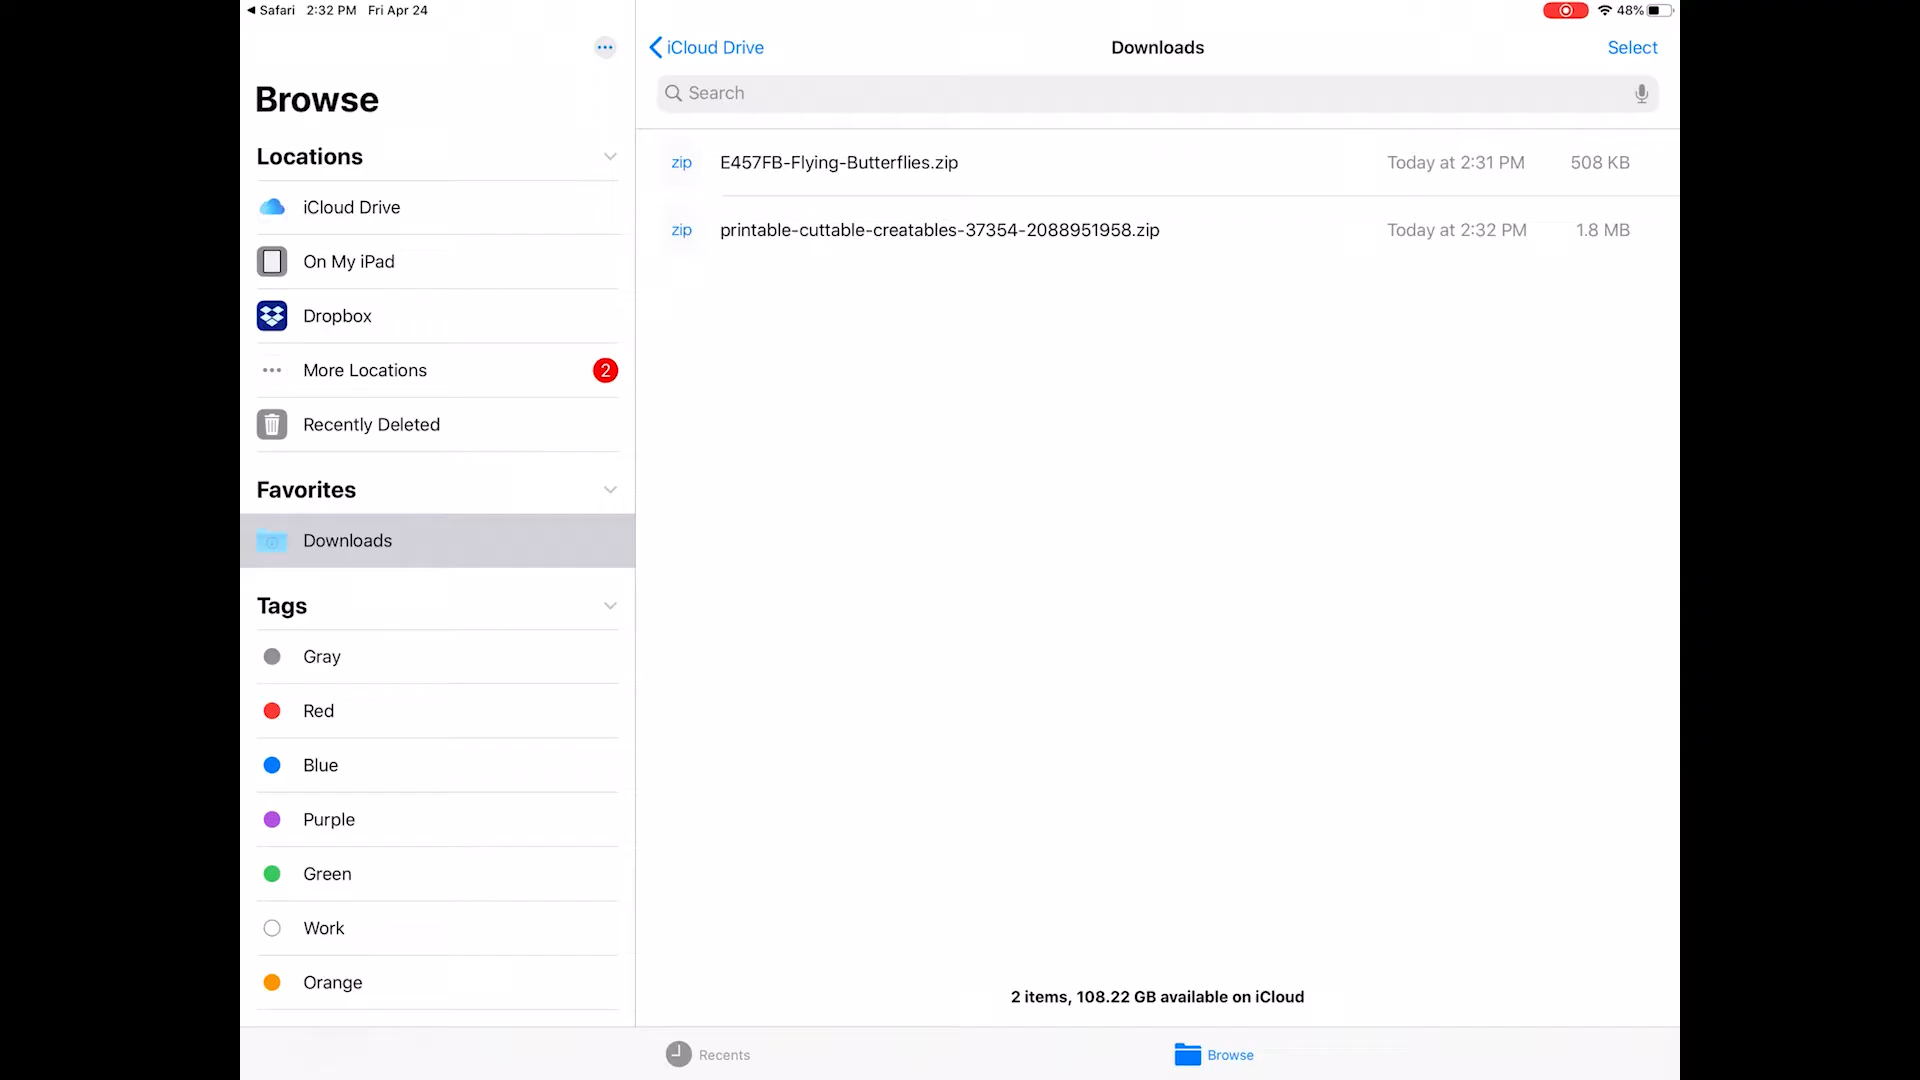 Safari 2:32 PM Fri Apr 24
48%
Browse
Locations
iCloud Drive
On My iPad
Dropbox
More Locations 2
Recently Deleted
Favorites
Downloads
Tags
Gray
Red
Blue
Purple
Green
Work
Orange
iCloud Drive Downloads Select
Search
zip E457FB-Flying-Butterflies.zip Today at 2:31 PM 508 KB
zip printable-cuttable-creatables-37354-2088951958.zip Today at 2:32 PM 1.8 MB
2 items, 108.22 GB available on iCloud
Recents Browse